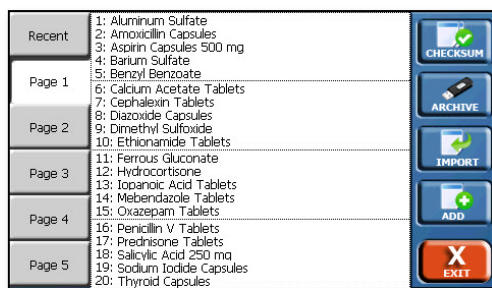 Recent
Page 1
Page 2
Page 3
Page 4
Page 5
1: Aluminum Sulfate
2: Amoxicillin Capsules
3: Aspirin Capsules 500 mg
4: Barium Sulfate
5: Benzyl Benzoate
6: Calcium Acetate Tablets
7: Cephalexin Tablets
8: Diazoxide Capsules
9: Dimethyl Sulfoxide
10: Ethionamide Tablets
11: Ferrous Gluconate
12: Hydrocortisone
13: Iopanoic Acid Tablets
14: Mebendazole Tablets
15: Oxazepam Tablets
16: Penicillin V Tablets
17: Prednisone Tablets
18: Salicylic Acid 250 mg
19: Sodium Iodide Capsules
20: Thyroid Capsules
CHECKSUM
ARCHIVE
IMPORT
ADD
X
EXIT